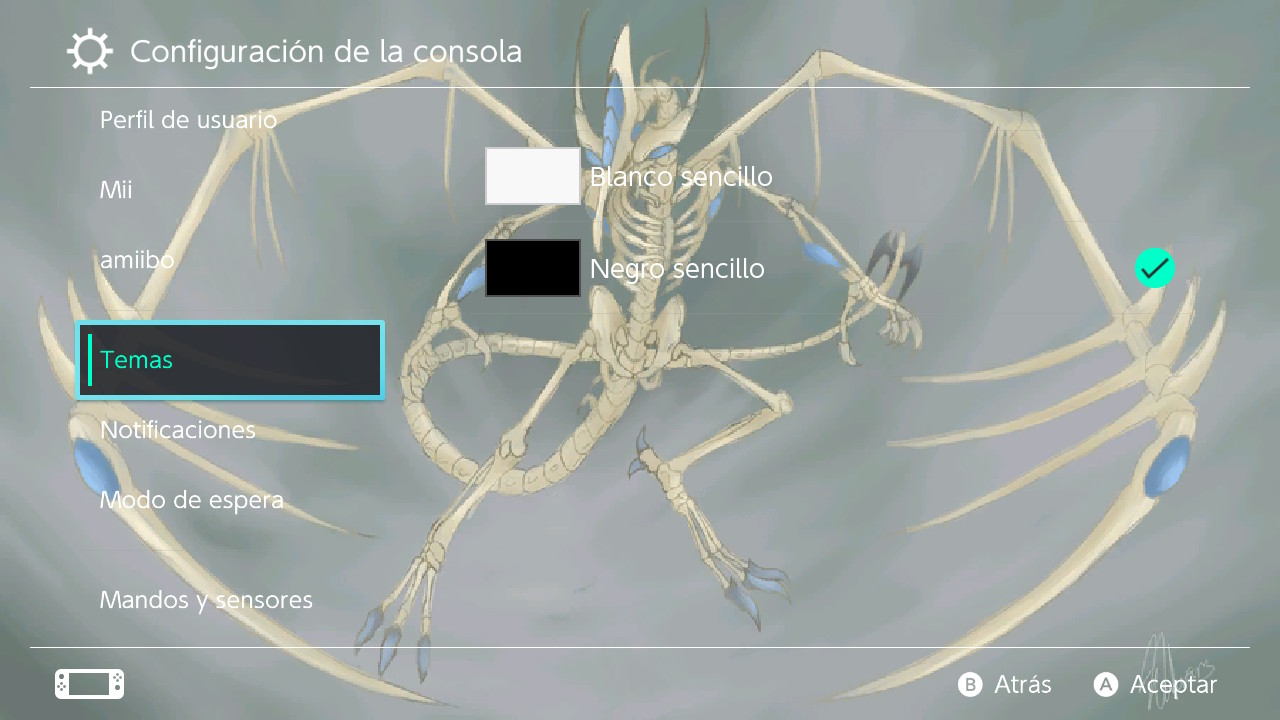 Configuración de la consola
Perfil de usuario
Mii
amiibo
Temas
Notificaciones
Modo de espera
Mandos y sensores
Blanco sencillo
Negro sencillo
B Atrás
A Aceptar